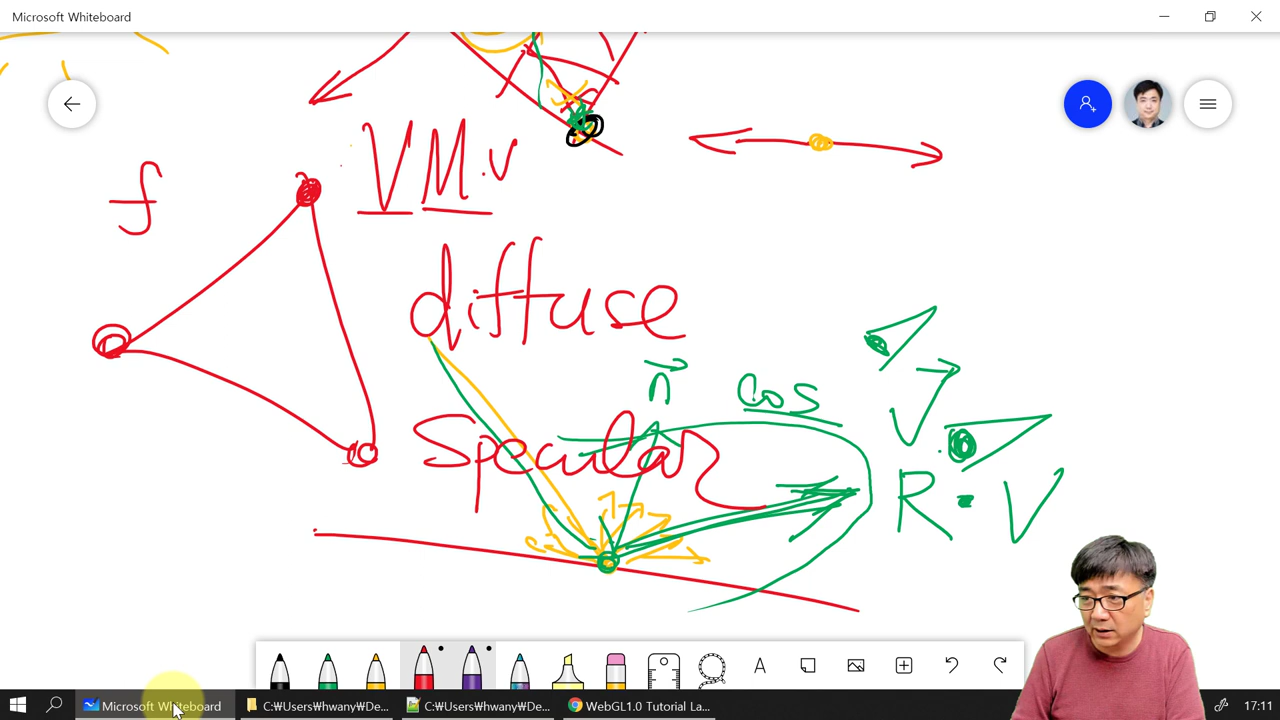 Microsoft Whiteboard
f
VM.v
diffuse
n
cos
V
Specular
R · V
A
Microsoft Whiteboard
C:₩Users₩hwany₩De...
C:₩Users₩hwany₩De...
WebGL1.0 Tutorial La...
17:11